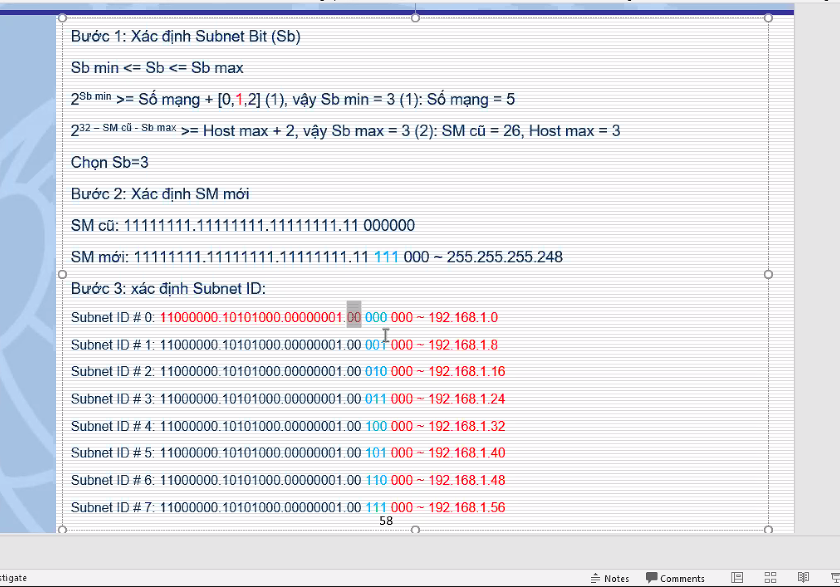 Bước 1: Xác định Subnet Bit (Sb)
Sb min <= Sb <= Sb max
2^Sb min >= Số mạng + [0,1,2] (1), vậy Sb min = 3 (1): Số mạng = 5
2^32 – SM cũ - Sb max >= Host max + 2, vậy Sb max = 3 (2): SM cũ = 26, Host max = 3
Chọn Sb=3
Bước 2: Xác định SM mới
SM cũ: 11111111.11111111.11111111.11 000000
SM mới: 11111111.11111111.11111111.11 111 000 ~ 255.255.255.248
Bước 3: xác định Subnet ID:
Subnet ID # 0: 11000000.10101000.00000001.00 000 000 ~ 192.168.1.0
Subnet ID # 1: 11000000.10101000.00000001.00 001 000 ~ 192.168.1.8
Subnet ID # 2: 11000000.10101000.00000001.00 010 000 ~ 192.168.1.16
Subnet ID # 3: 11000000.10101000.00000001.00 011 000 ~ 192.168.1.24
Subnet ID # 4: 11000000.10101000.00000001.00 100 000 ~ 192.168.1.32
Subnet ID # 5: 11000000.10101000.00000001.00 101 000 ~ 192.168.1.40
Subnet ID # 6: 11000000.10101000.00000001.00 110 000 ~ 192.168.1.48
Subnet ID # 7: 11000000.10101000.00000001.00 111 000 ~ 192.168.1.56
58
stigate
Notes Comments